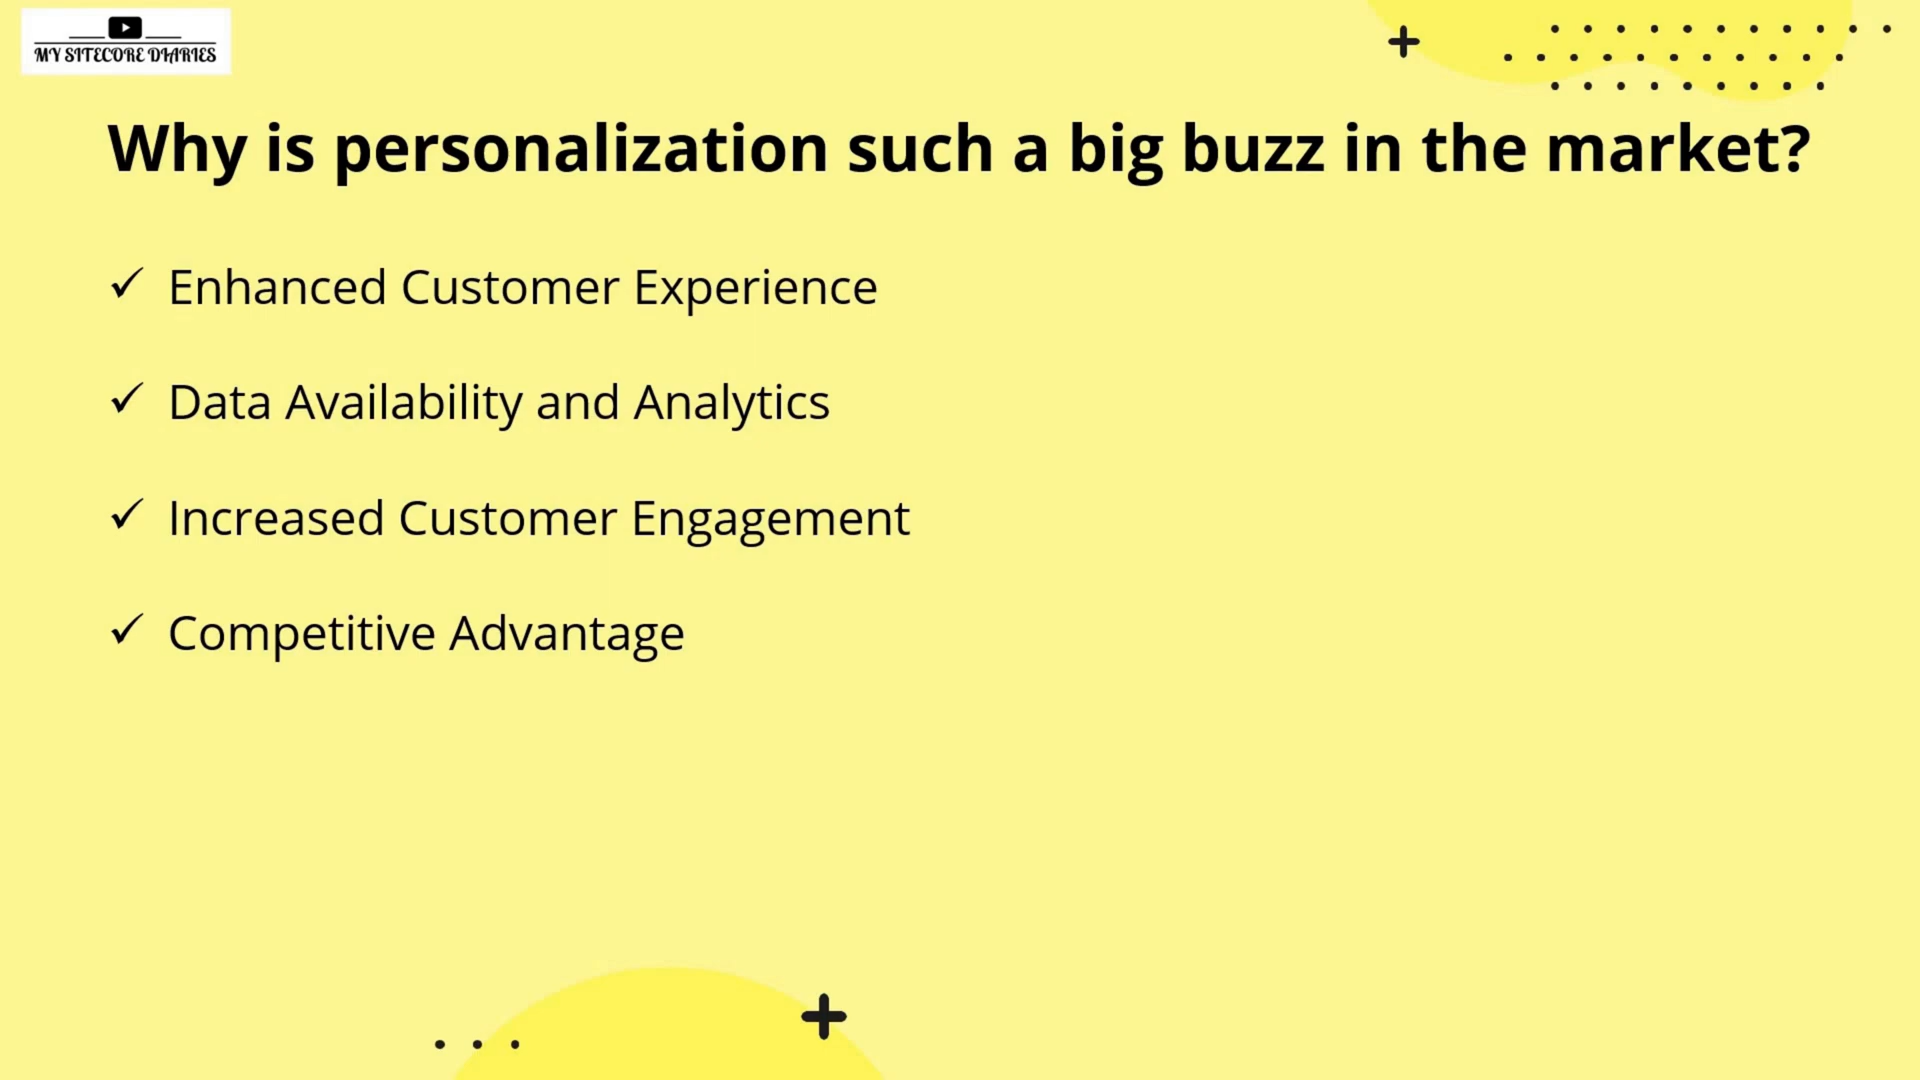 MY SITECORE DIARIES
Why is personalization such a big buzz in the market?
Enhanced Customer Experience
Data Availability and Analytics
Increased Customer Engagement
Competitive Advantage